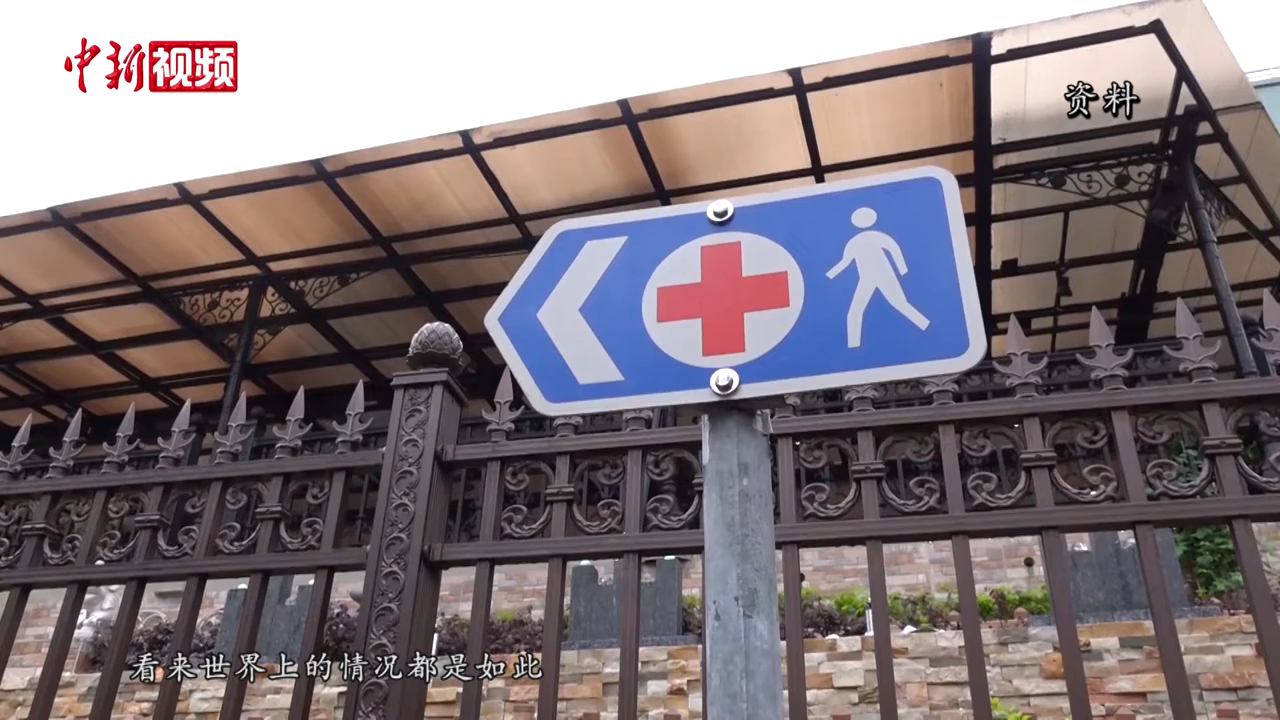 中新视频
资料
看来世界上的情况都是如此